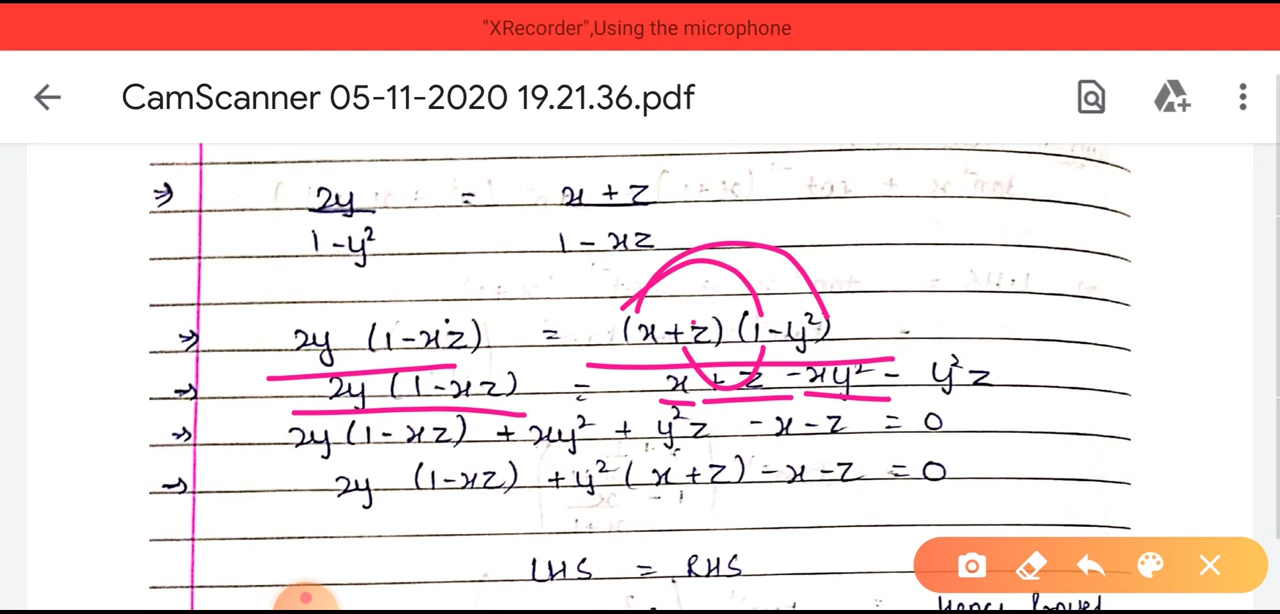 "XRecorder",Using the microphone
CamScanner 05-11-2020 19.21.36.pdf
⇒ 2y / 1-y² = x+z / 1-xz
⇒ 2y (1-xz) = (x+z) (1-y²)
⇒ 2y (1-xz) = x + z - xy² - y²z
⇒ 2y (1-xz) + xy² + y²z - x - z = 0
⇒ 2y (1-xz) + y² (x+z) - x - z = 0
LHS = RHS
Hence Proved